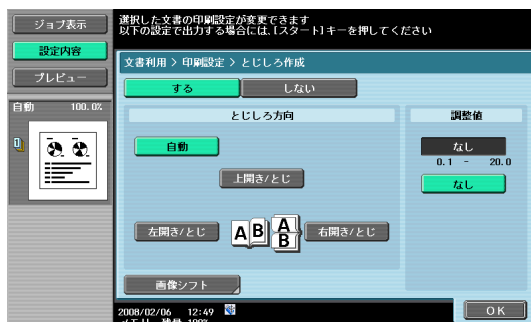 ジョブ表示
設定内容
プレビュー
自動 100.0%
選択した文書の印刷設定が変更できます
以下の設定で出力する場合には、[スタート]キーを押してください
文書利用 > 印刷設定 > とじしろ作成
する
しない
とじしろ方向
自動
上開き/とじ
左開き/とじ
A B
A
B
右開き/とじ
画像シフト
調整値
なし
0.1 - 20.0
なし
2008/02/06 12:49
メモリ 残量 100%
OK